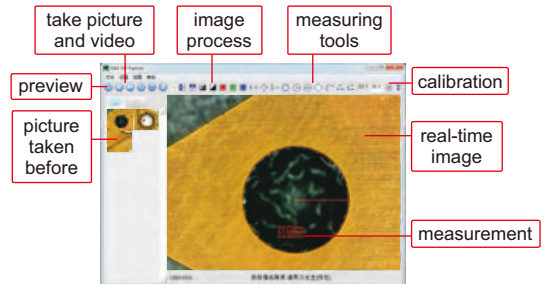 take picture
and video
image
process
measuring
tools
preview
calibration
picture
taken
before
real-time
image
measurement